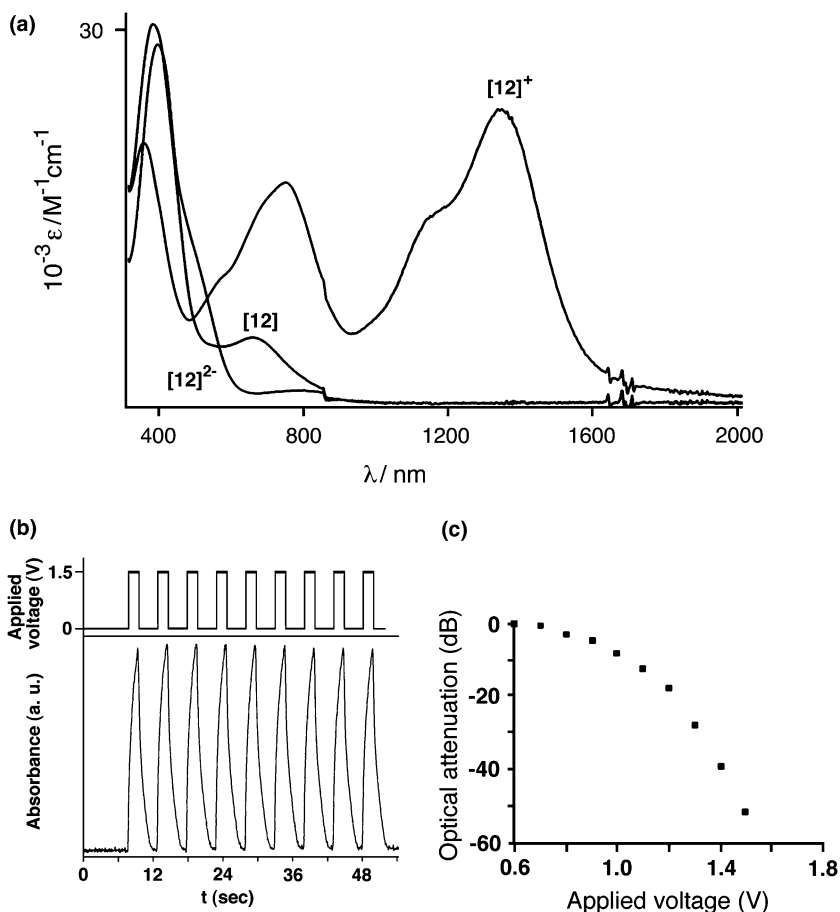 (a)
30
10⁻³ ε/M⁻¹cm⁻¹
[12]⁺
[12]
[12]²⁻
400 800 1200 1600 2000
λ/ nm
(b)
Applied
voltage (V)
1.5
0
Absorbance (a. u.)
0 12 24 36 48
t (sec)
(c)
Optical attenuation (dB)
0
-20
-40
-60
0.6 1.0 1.4 1.8
Applied voltage (V)